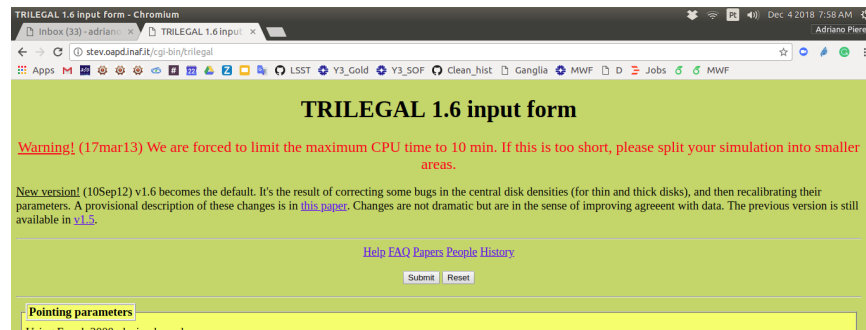 TRILEGAL 1.6 input form - Chromium
Pt
Dec 4 2018 7:58 AM
Inbox (33) - adriano
TRILEGAL 1.6 input
Adriano Piere
stev.oapd.inaf.it/cgi-bin/trilegal
Apps LSST Y3_Gold Y3_SOF Clean_hist Ganglia MWF D Jobs MWF
TRILEGAL 1.6 input form
Warning! (17mar13) We are forced to limit the maximum CPU time to 10 min. If this is too short, please split your simulation into smaller
areas.
New version! (10Sep12) v1.6 becomes the default. It's the result of correcting some bugs in the central disk densities (for thin and thick disks), and then recalibrating their
parameters. A provisional description of these changes is in this paper. Changes are not dramatic but are in the sense of improving agreeent with data. The previous version is still
available in v1.5.
Help FAQ Papers People History
Submit Reset
Pointing parameters